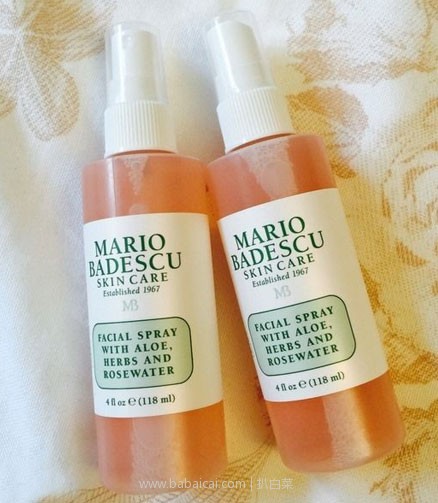 MARIO
BADESCU
SKIN CARE
Established 1967
MB
FACIAL SPRAY
WITH ALOE,
HERBS AND
ROSEWATER
4 fl oz e (118 ml)
MARIO
BADESCU
SKIN CARE
Established 1967
MB
FACIAL SPRAY
WITH ALOE,
HERBS AND
ROSEWATER
4 fl oz e (118 ml)
www.babaicar.com | 扒白菜